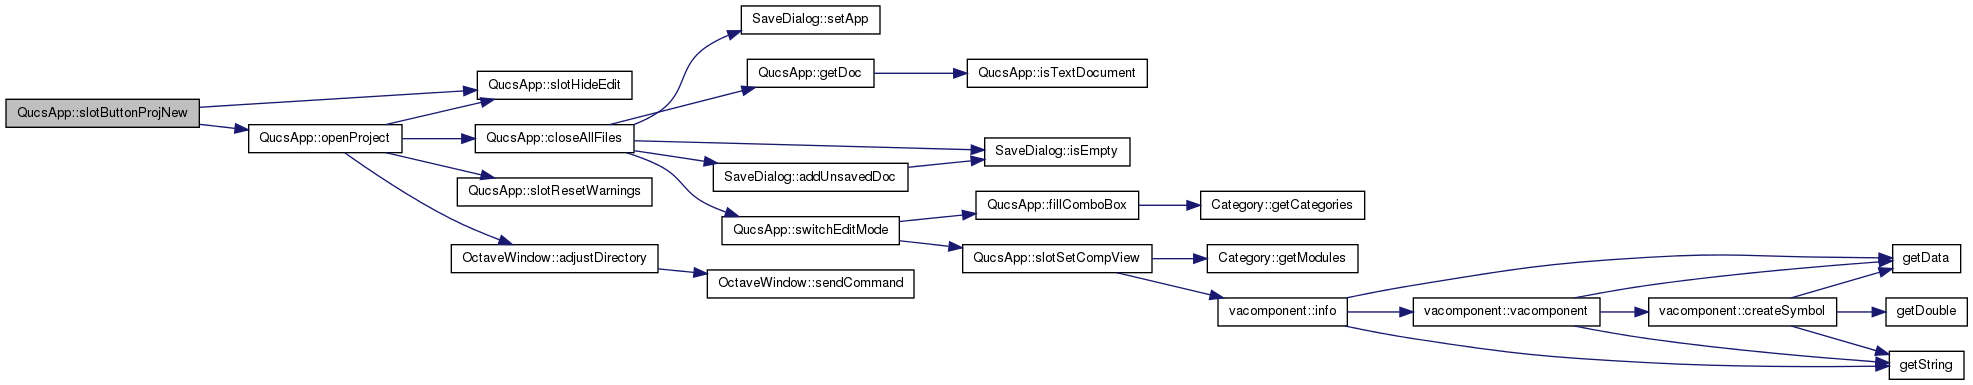 QucsApp::slotButtonProjNew
QucsApp::slotHideEdit
QucsApp::openProject
QucsApp::closeAllFiles
QucsApp::slotResetWarnings
OctaveWindow::adjustDirectory
SaveDialog::setApp
QucsApp::getDoc
QucsApp::isTextDocument
SaveDialog::isEmpty
SaveDialog::addUnsavedDoc
QucsApp::switchEditMode
OctaveWindow::sendCommand
QucsApp::fillComboBox
QucsApp::slotSetCompView
Category::getCategories
Category::getModules
vacomponent::info
vacomponent::vacomponent
vacomponent::createSymbol
getData
getDouble
getString